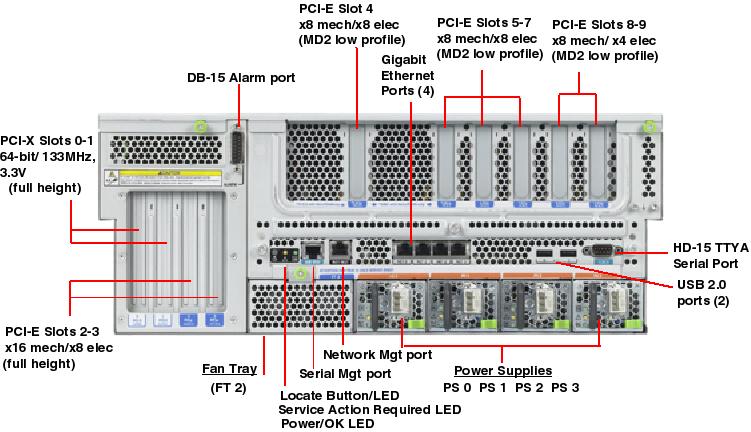 PCI-E Slot 4
x8 mech/x8 elec
(MD2 low profile)
PCI-E Slots 5-7
x8 mech/x8 elec
(MD2 low profile)
PCI-E Slots 8-9
x8 mech/ x4 elec
(MD2 low profile)
Gigabit
Ethernet
Ports (4)
DB-15 Alarm port
PCI-X Slots 0-1
64-bit/ 133MHz,
3.3V
(full height)
HD-15 TTYA
Serial Port
USB 2.0
ports (2)
PCI-E Slots 2-3
x16 mech/x8 elec
(full height)
Fan Tray
(FT 2)
Network Mgt port
Serial Mgt port
Locate Button/LED
Service Action Required LED
Power/OK LED
Power Supplies
PS 0 PS 1 PS 2 PS 3